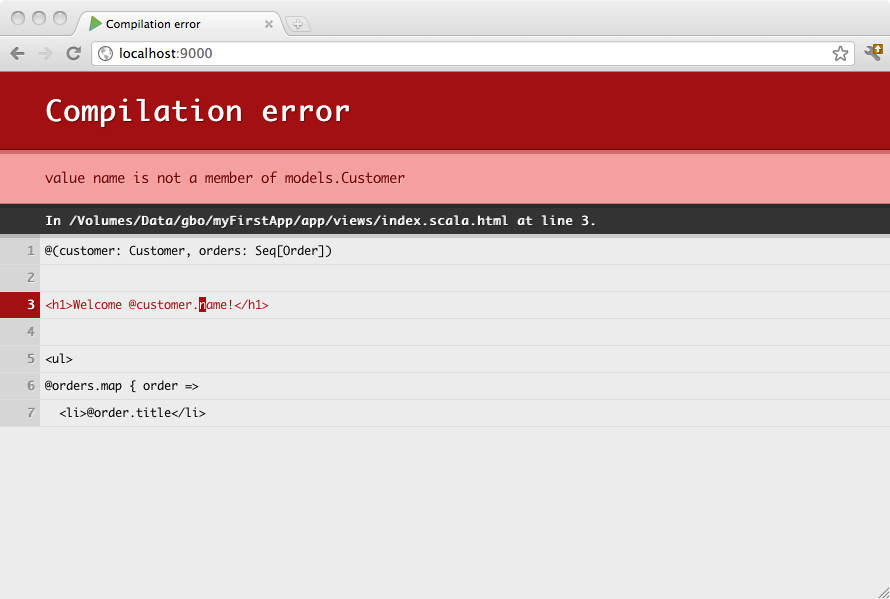 Compilation error
localhost:9000
Compilation error
value name is not a member of models.Customer
In /Volumes/Data/gbo/myFirstApp/app/views/index.scala.html at line 3.
1 @(customer: Customer, orders: Seq[Order])
2
3 <h1>Welcome @customer.name!</h1>
4
5 <ul>
6 @orders.map { order =>
7   <li>@order.title</li>